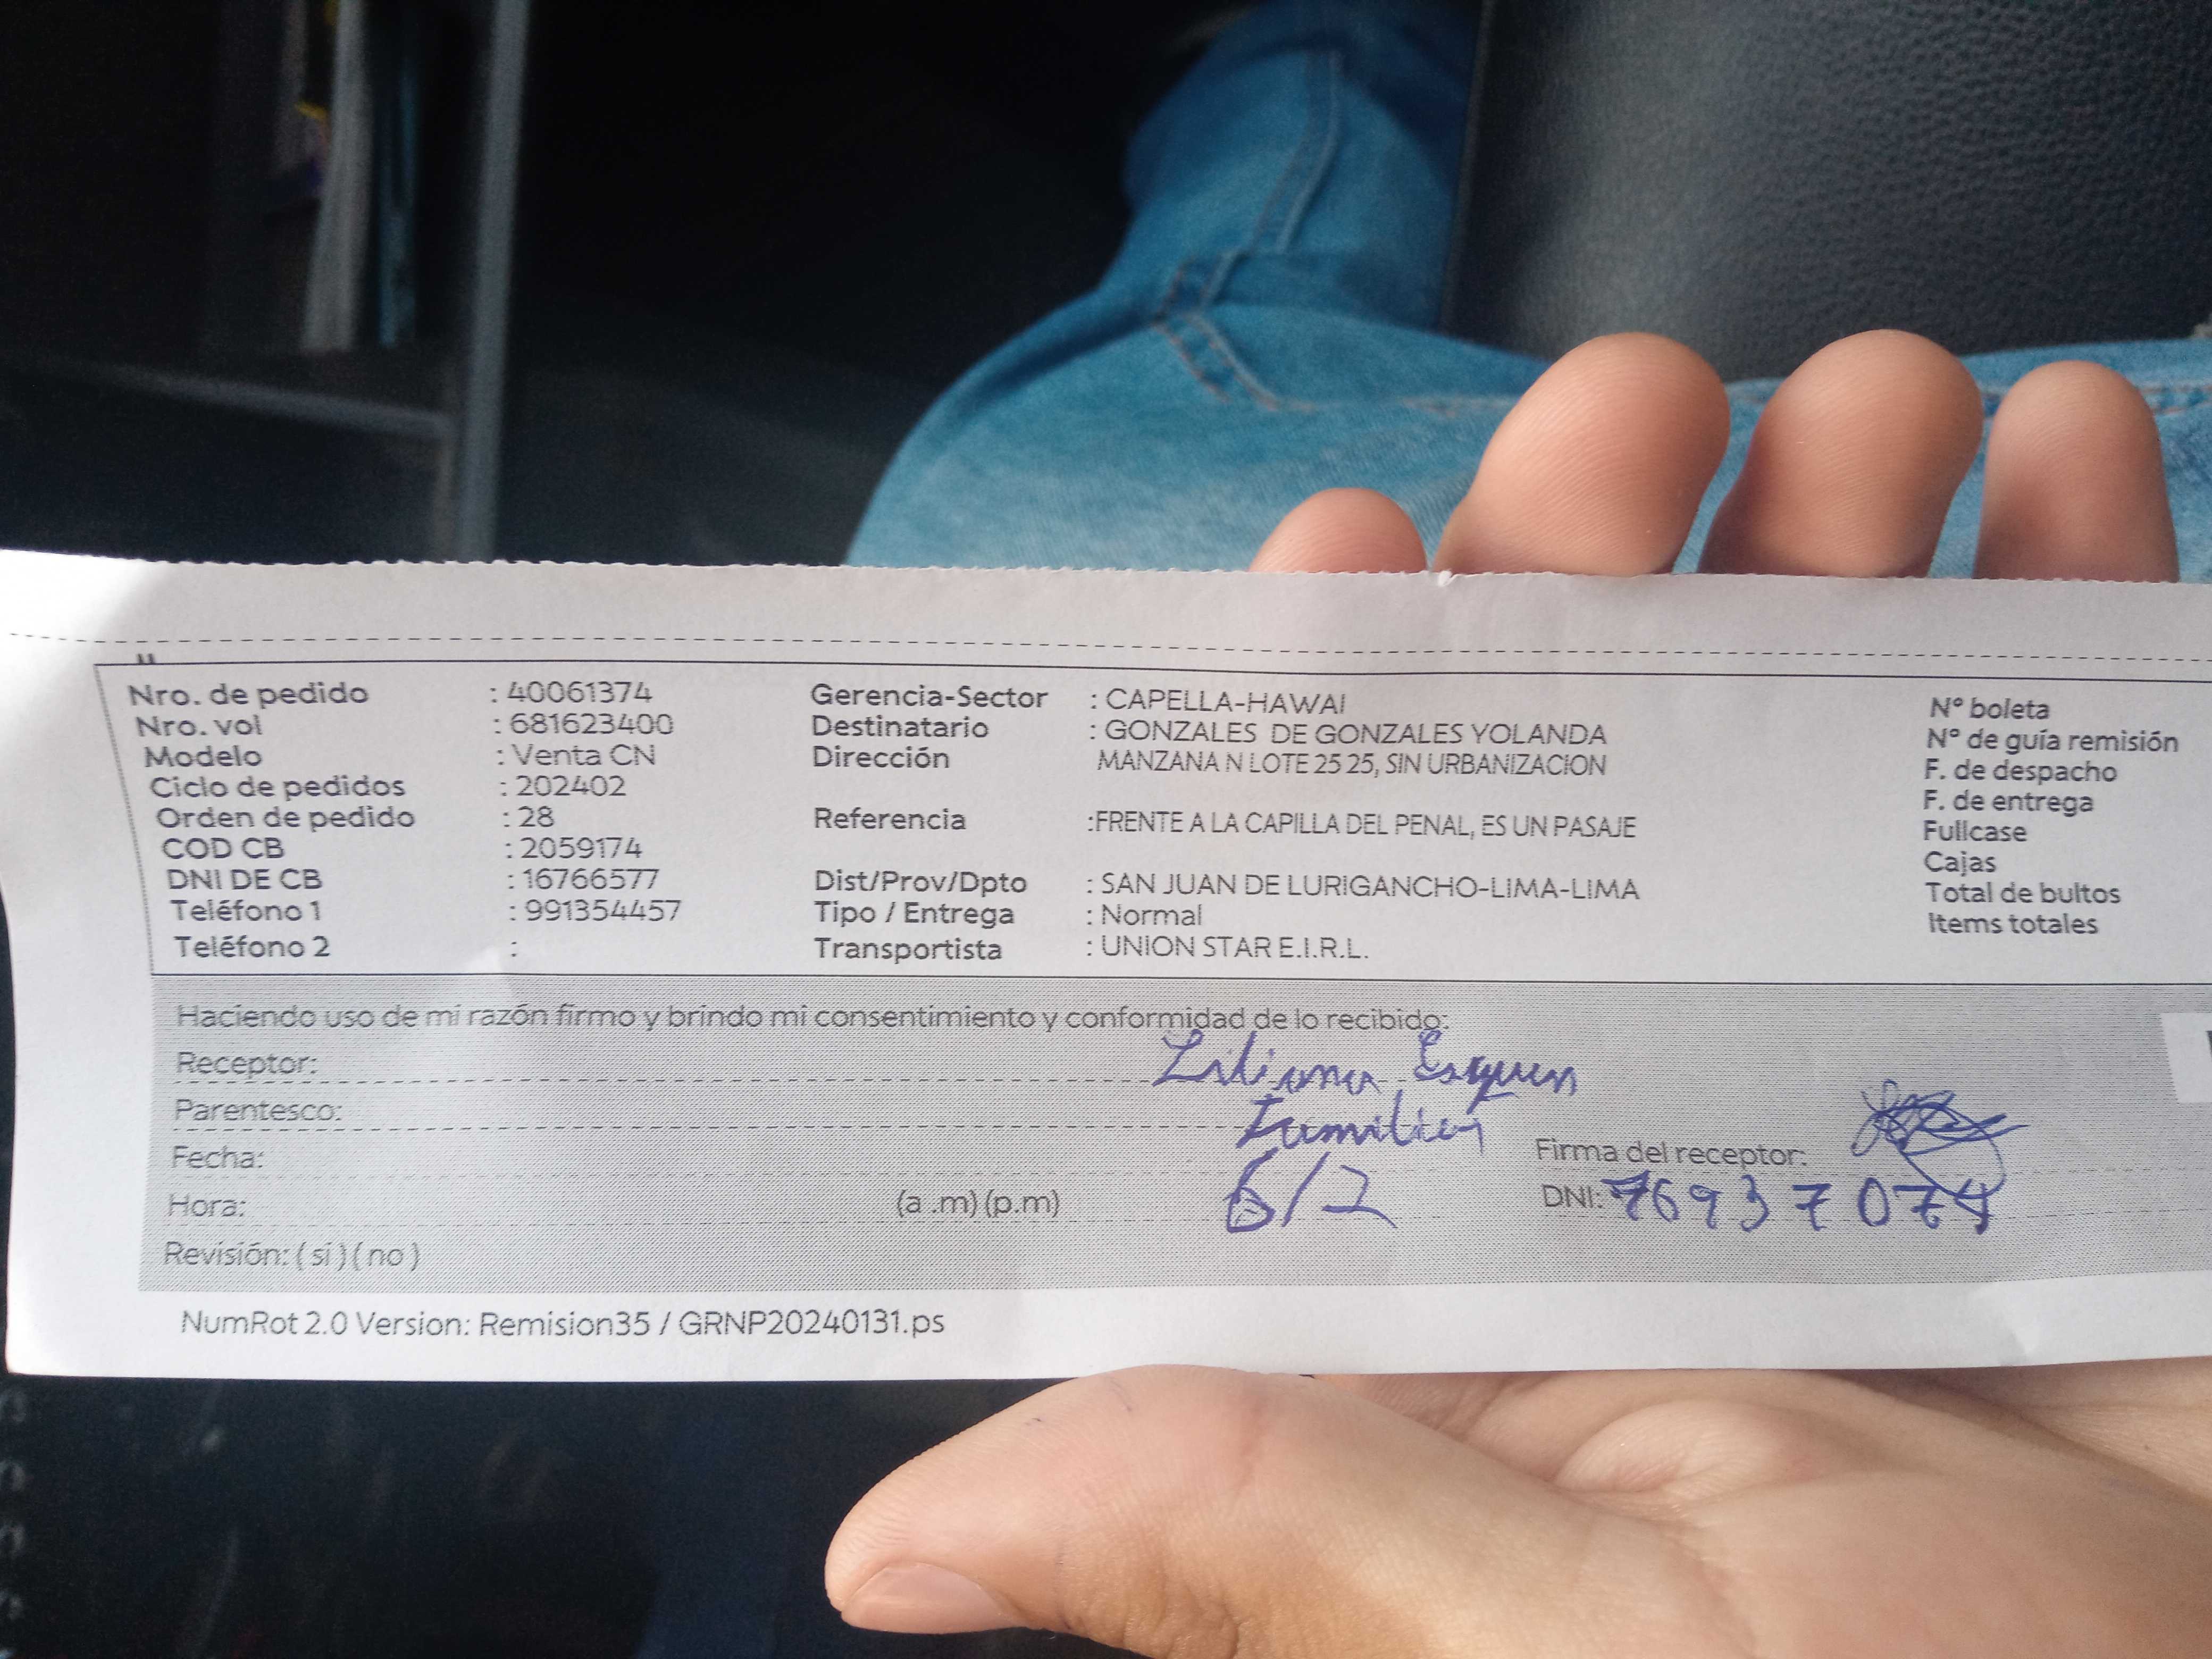 Nro. de pedido : 40061374 Gerencia-Sector : CAPELLA-HAWAI N° boleta
Nro. vol : 681623400 Destinatario : GONZALES DE GONZALES YOLANDA N° de guía remisión
Modelo : Venta CN Dirección MANZANA N LOTE 25 25, SIN URBANIZACION F. de despacho
Ciclo de pedidos : 202402 F. de entrega
Orden de pedido : 28 Referencia :FRENTE A LA CAPILLA DEL PENAL, ES UN PASAJE Fullcase
COD CB : 2059174 Cajas
DNI DE CB : 16766577 Dist/Prov/Dpto : SAN JUAN DE LURIGANCHO-LIMA-LIMA Total de bultos
Teléfono 1 : 991354457 Tipo / Entrega : Normal Items totales
Teléfono 2 : Transportista : UNION STAR E.I.R.L.
Haciendo uso de mi razón firmo y brindo mi consentimiento y conformidad de lo recibido:
Receptor: Liliana
Parentesco: Familiar
Fecha: 6/2 Firma del receptor:
Hora: (a .m) (p.m) DNI: 76937074
Revisión: ( si ) ( no )
NumRot 2.0 Version: Remision35 / GRNP20240131.ps